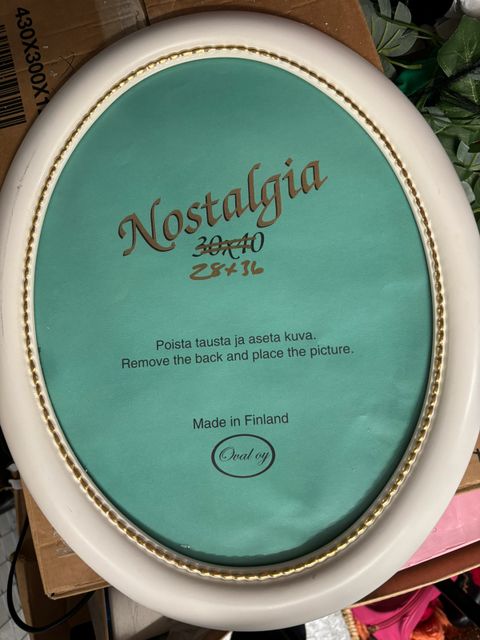 430X300X1
Nostalgia
30x40
28x36
Poista tausta ja aseta kuva.
Remove the back and place the picture.
Made in Finland
Oval oy